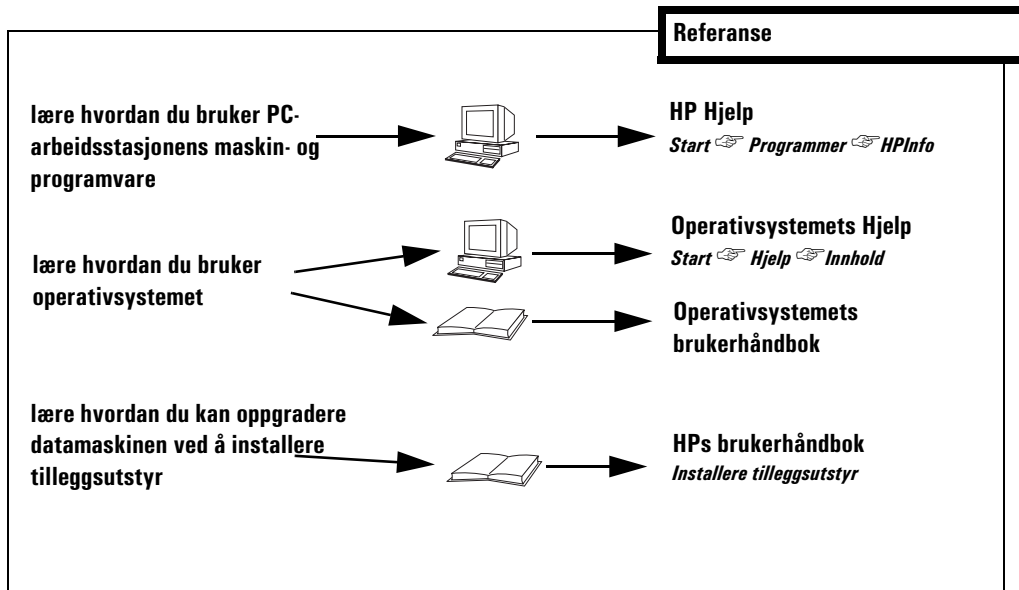 Referanse
lære hvordan du bruker PC-
arbeidsstasjonens maskin- og
programvare
HP Hjelp
Start ☞ Programmer ☞ HPInfo
lære hvordan du bruker
operativsystemet
Operativsystemets Hjelp
Start ☞ Hjelp ☞ Innhold
Operativsystemets
brukerhåndbok
lære hvordan du kan oppgradere
datamaskinen ved å installere
tilleggsutstyr
HPs brukerhåndbok
Installere tilleggsutstyr